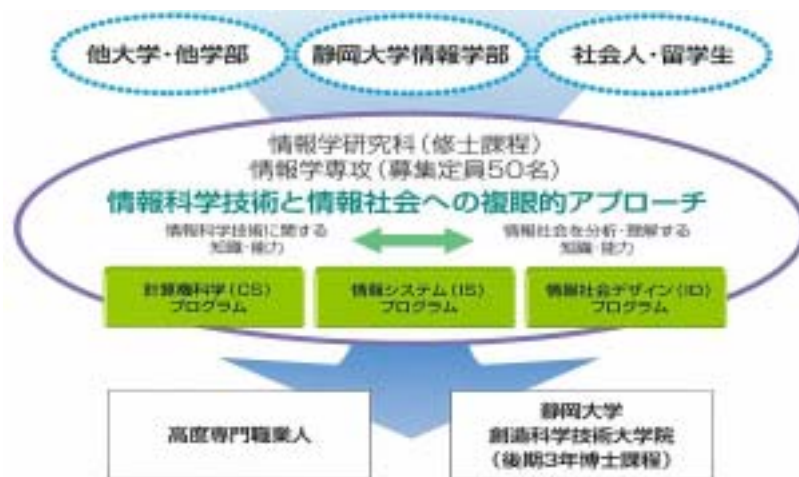 他大学・他学部
静岡大学情報学部
社会人・留学生
情報学研究科(修士課程)
情報学専攻(募集定員50名)
情報科学技術と情報社会への複眼的アプローチ
情報科学技術に関する
知識・能力
情報社会を分析・理解する
知識・能力
計算機科学(CS)
プログラム
情報システム(IS)
プログラム
情報社会デザイン(ID)
プログラム
高度専門職業人
静岡大学
創造科学技術大学院
(後期3年博士課程)